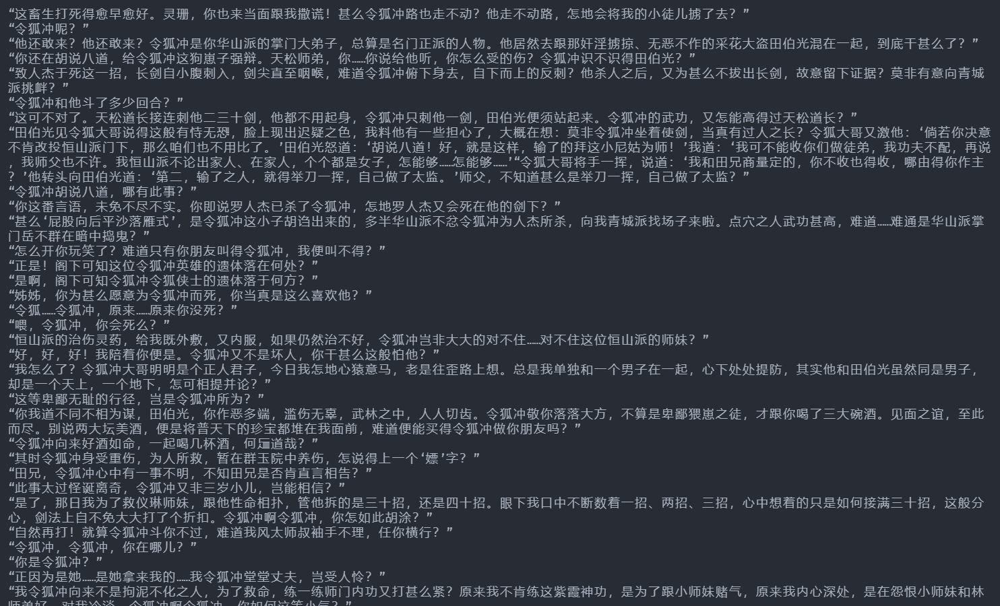 “这畜生打死得愈早愈好。灵珊，你也来当面跟我撒谎！甚么令狐冲路也走不动？他走不动路，怎地会将我的小徒儿掳了去？”
“令狐冲呢？”
“他还敢来？他还敢来？令狐冲是你华山派的掌门大弟子，总算是名门正派的人物。他居然去跟那奸淫掳掠、无恶不作的采花大盗田伯光混在一起，到底干甚么了？”
“你还在胡说八道，给令狐冲这狗崽子强辩。天松师弟，你……你说给他听，你怎么受的伤？令狐冲识不识得田伯光？”
“致人杰于死这一招，长剑自小腹刺入，剑尖直至咽喉，难道令狐冲俯下身去，自下而上的反刺？他杀人之后，又为甚么不拔出长剑，故意留下证据？莫非有意向青城
派挑衅？”
“令狐冲和他斗了多少回合？”
“这可不对了。天松道长接连刺他二三十剑，他都不用起身，令狐冲只刺他一剑，田伯光便须站起来。令狐冲的武功，又怎能高得过天松道长？”
“田伯光见令狐大哥说得这般有恃无恐，脸上现出迟疑之色，我料他有一些担心了，大概在想：莫非令狐冲坐着使剑，当真有过人之长？令狐大哥又激他：‘倘若你决意
不肯改投恒山派门下，那么咱们也不用比了。’田伯光怒道：‘胡说八道！好，就是这样，输了的拜这小尼姑为师！’我道：‘我可不能收你们做徒弟，我功夫不配，再说
，我师父也不许。我恒山派不论出家人、在家人，个个都是女子，怎能够……怎能够……’“令狐大哥将手一挥，说道：‘我和田兄商量定的，你不收也得收，哪由得你作主
？’他转头向田伯光道：‘第二，输了之人，就得举刀一挥，自己做了太监。’师父，不知道甚么是举刀一挥，自己做了太监？”
“令狐冲胡说八道，哪有此事？”
“你这番言语，未免不尽不实。你即说罗人杰已杀了令狐冲，怎地罗人杰又会死在他的剑下？”
“甚么‘屁股向后平沙落雁式’，是令狐冲这小子胡诌出来的，多半华山派不忿令狐冲为人杰所杀，向我青城派找场子来啦。点穴之人武功甚高，难道……难通是华山派掌
门岳不群在暗中捣鬼？”
“怎么开你玩笑了？难道只有你朋友叫得令狐冲，我便叫不得？”
“正是！阁下可知这位令狐冲英雄的遗体落在何处？”
“是啊，阁下可知令狐冲令狐侠士的遗体落于何方？”
“姊姊，你为甚么愿意为令狐冲而死，你当真是这么喜欢他？”
“令狐……令狐冲，原来……原来你没死？”
“喂，令狐冲，你会死么？”
“恒山派的治伤灵药，给我既外敷，又内服，如果仍然治不好，令狐冲岂非大大的对不住……对不住这位恒山派的师妹？”
“好，好，好！我陪着你便是。令狐冲又不是坏人，你干甚么这般怕他？”
“我怎么了？令狐冲大哥明明是个正人君子，今日我怎地心猿意马，老是往歪路上想。总是我单独和一个男子在一起，心下处处提防，其实他和田伯光虽然同是男子，
却是一个天上，一个地下，怎可相提并论？”
“这等卑鄙无耻的行径，岂是令狐冲所为？”
“你我道不同不相为谋，田伯光，你作恶多端，滥伤无辜，武林之中，人人切齿。令狐冲敬你落落大方，不算是卑鄙猥崽之徒，才跟你喝了三大碗酒。见面之谊，至此
而尽。别说两大坛美酒，便是将普天下的珍宝都堆在我面前，难道便能买得令狐冲做你朋友吗？”
“令狐冲向来好酒如命，一起喝几杯酒，何道哉？”
“其时令狐冲身受重伤，为人所救，暂在群玉院中养伤，怎说得上一个‘嫖’字？”
“田兄，令狐冲心中有一事不明，不知田兄是否肯直言相告？”
“此事太过怪诞离奇，令狐冲又非三岁小儿，岂能相信？”
“是了，那日我为了救仪琳师妹，跟他性命相扑，管他拆的是三十招，还是四十招。眼下我口中不断数着一招、两招、三招，心中想着的只是如何接满三十招，这般分
心，剑法上自不免大大打了个折扣。令狐冲啊令狐冲，你怎如此胡涂？”
“自然再打！就算令狐冲斗你不过，难道我风太师叔袖手不理，任你横行？”
“令狐冲，令狐冲，你在哪儿？”
“你是令狐冲？”
“正因为是她……是她拿来我的……我令狐冲堂堂丈夫，岂受人怜？”
“我令狐冲向来不是拘泥不化之人，为了救命，练一练师门内功又打甚么紧？原来我不肯练这紫霞神功，是为了跟小师妹赌气，原来我内心深处，是在怨恨小师妹和林
师弟好，对我冷淡。令狐冲啊令狐冲，你如何这等小气？”